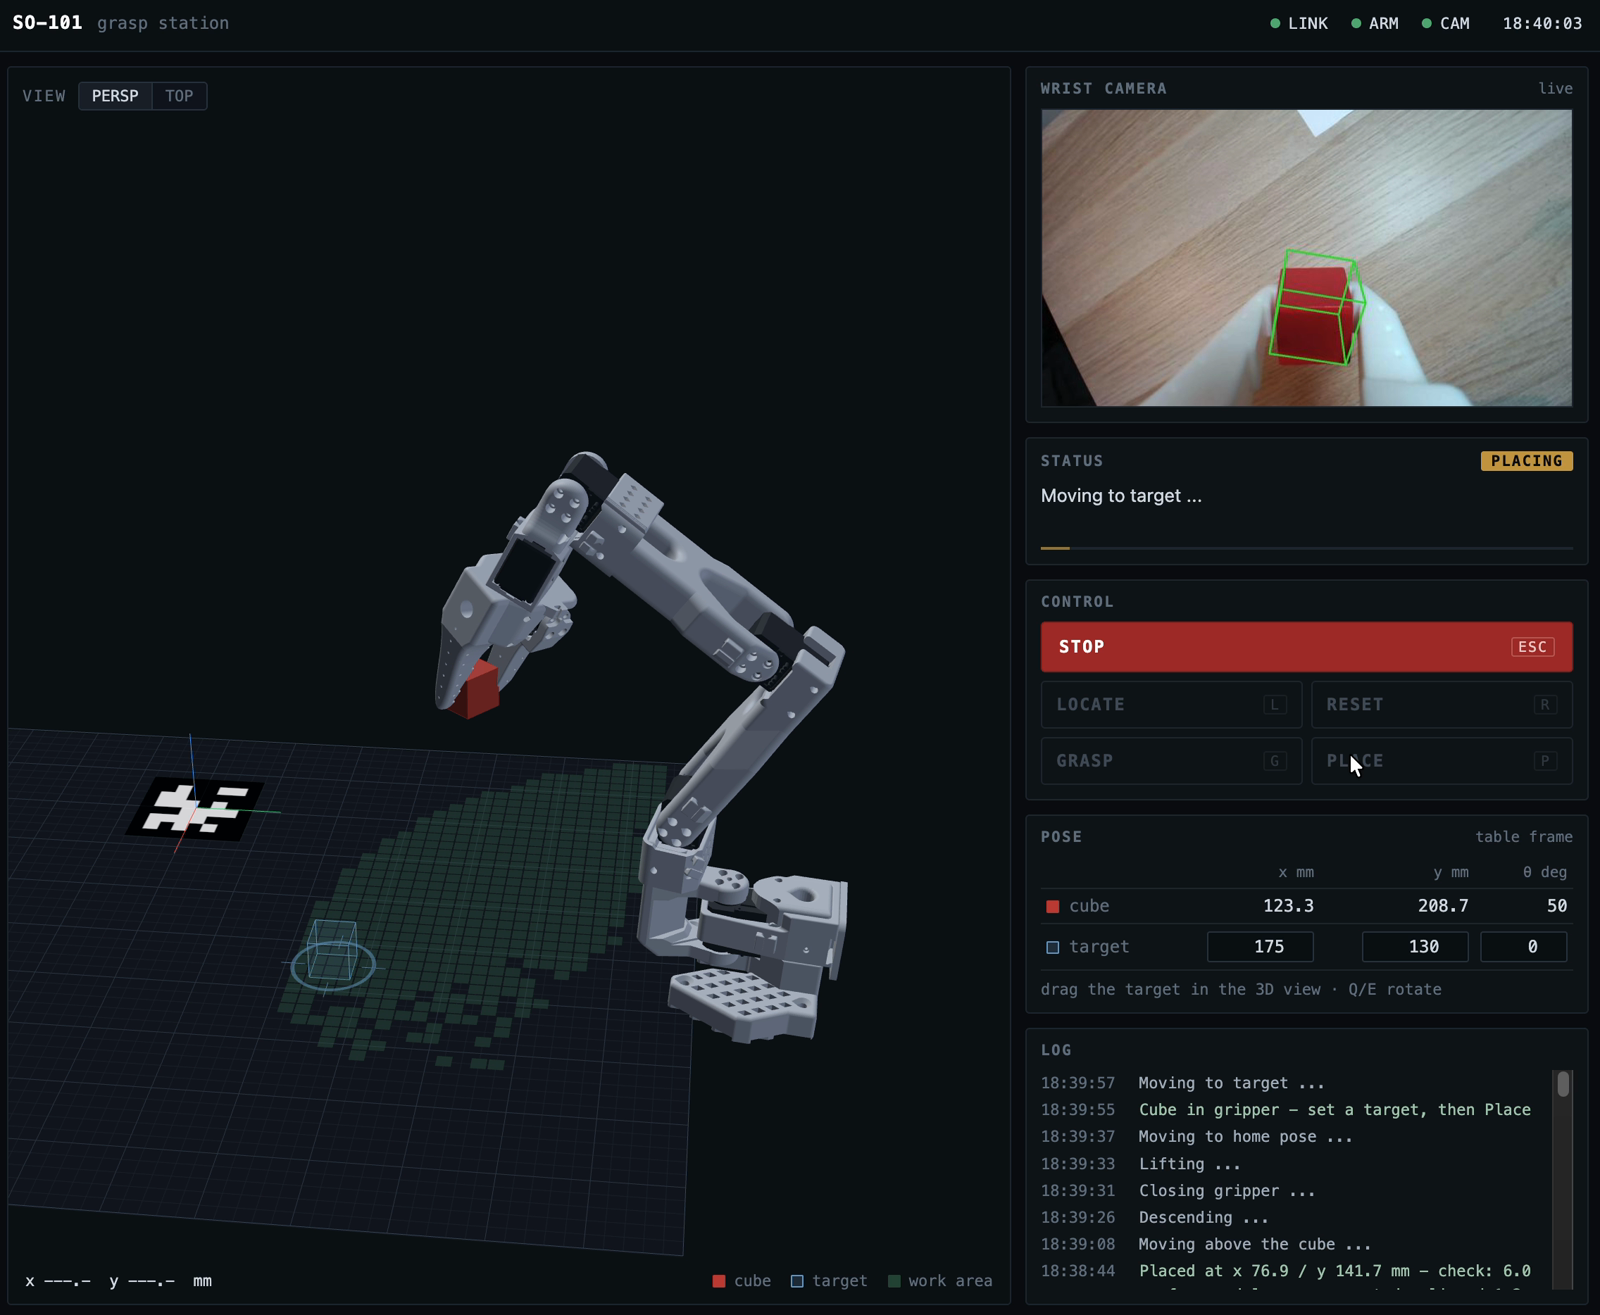 SO-101 grasp station
LINK ARM CAM 18:40:03
VIEW PERSP TOP
WRIST CAMERA live
STATUS PLACING
Moving to target ...
CONTROL
STOP ESC
LOCATE L RESET R
GRASP G PLACE P
POSE table frame
x mm y mm θ deg
cube 123.3 208.7 50
target 175 130 0
drag the target in the 3D view · Q/E rotate
LOG
18:39:57 Moving to target ...
18:39:55 Cube in gripper – set a target, then Place
18:39:37 Moving to home pose ...
18:39:33 Lifting ...
18:39:31 Closing gripper ...
18:39:26 Descending ...
18:39:08 Moving above the cube ...
18:38:44 Placed at x 76.9 / y 141.7 mm – check: 6.0
x ---.- y ---.- mm
cube target work area